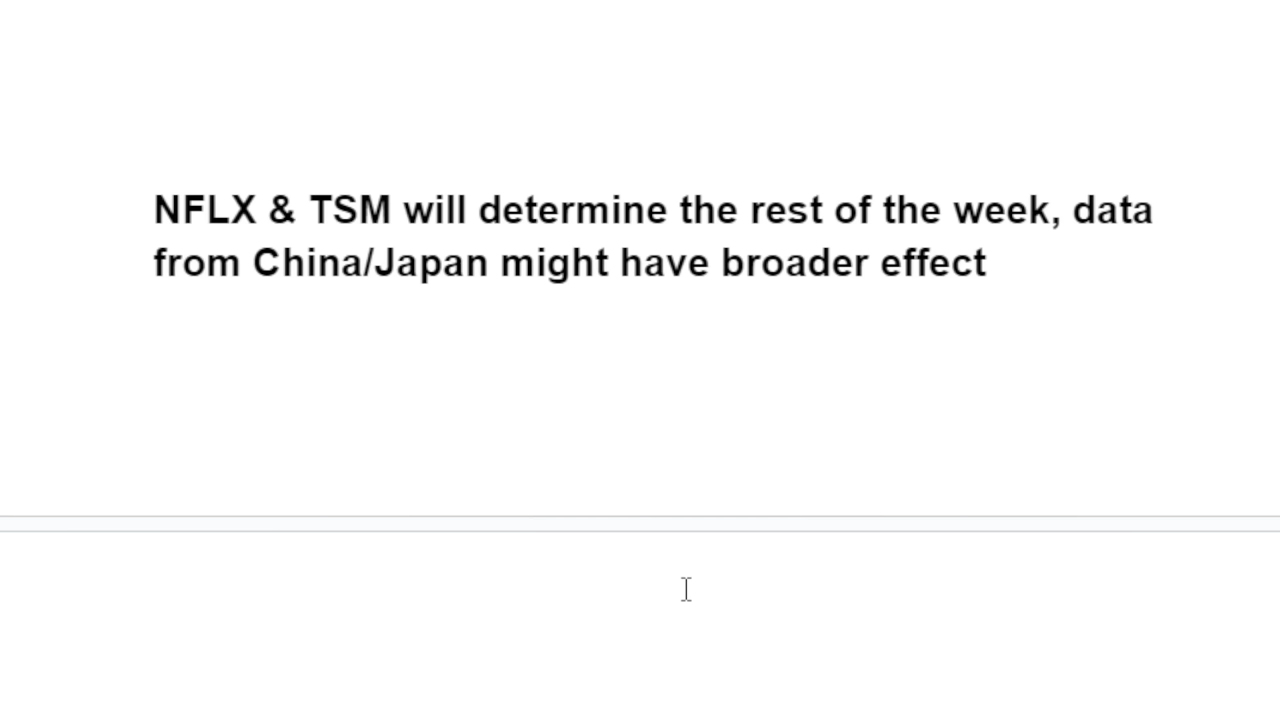 NFLX & TSM will determine the rest of the week, data
from China/Japan might have broader effect